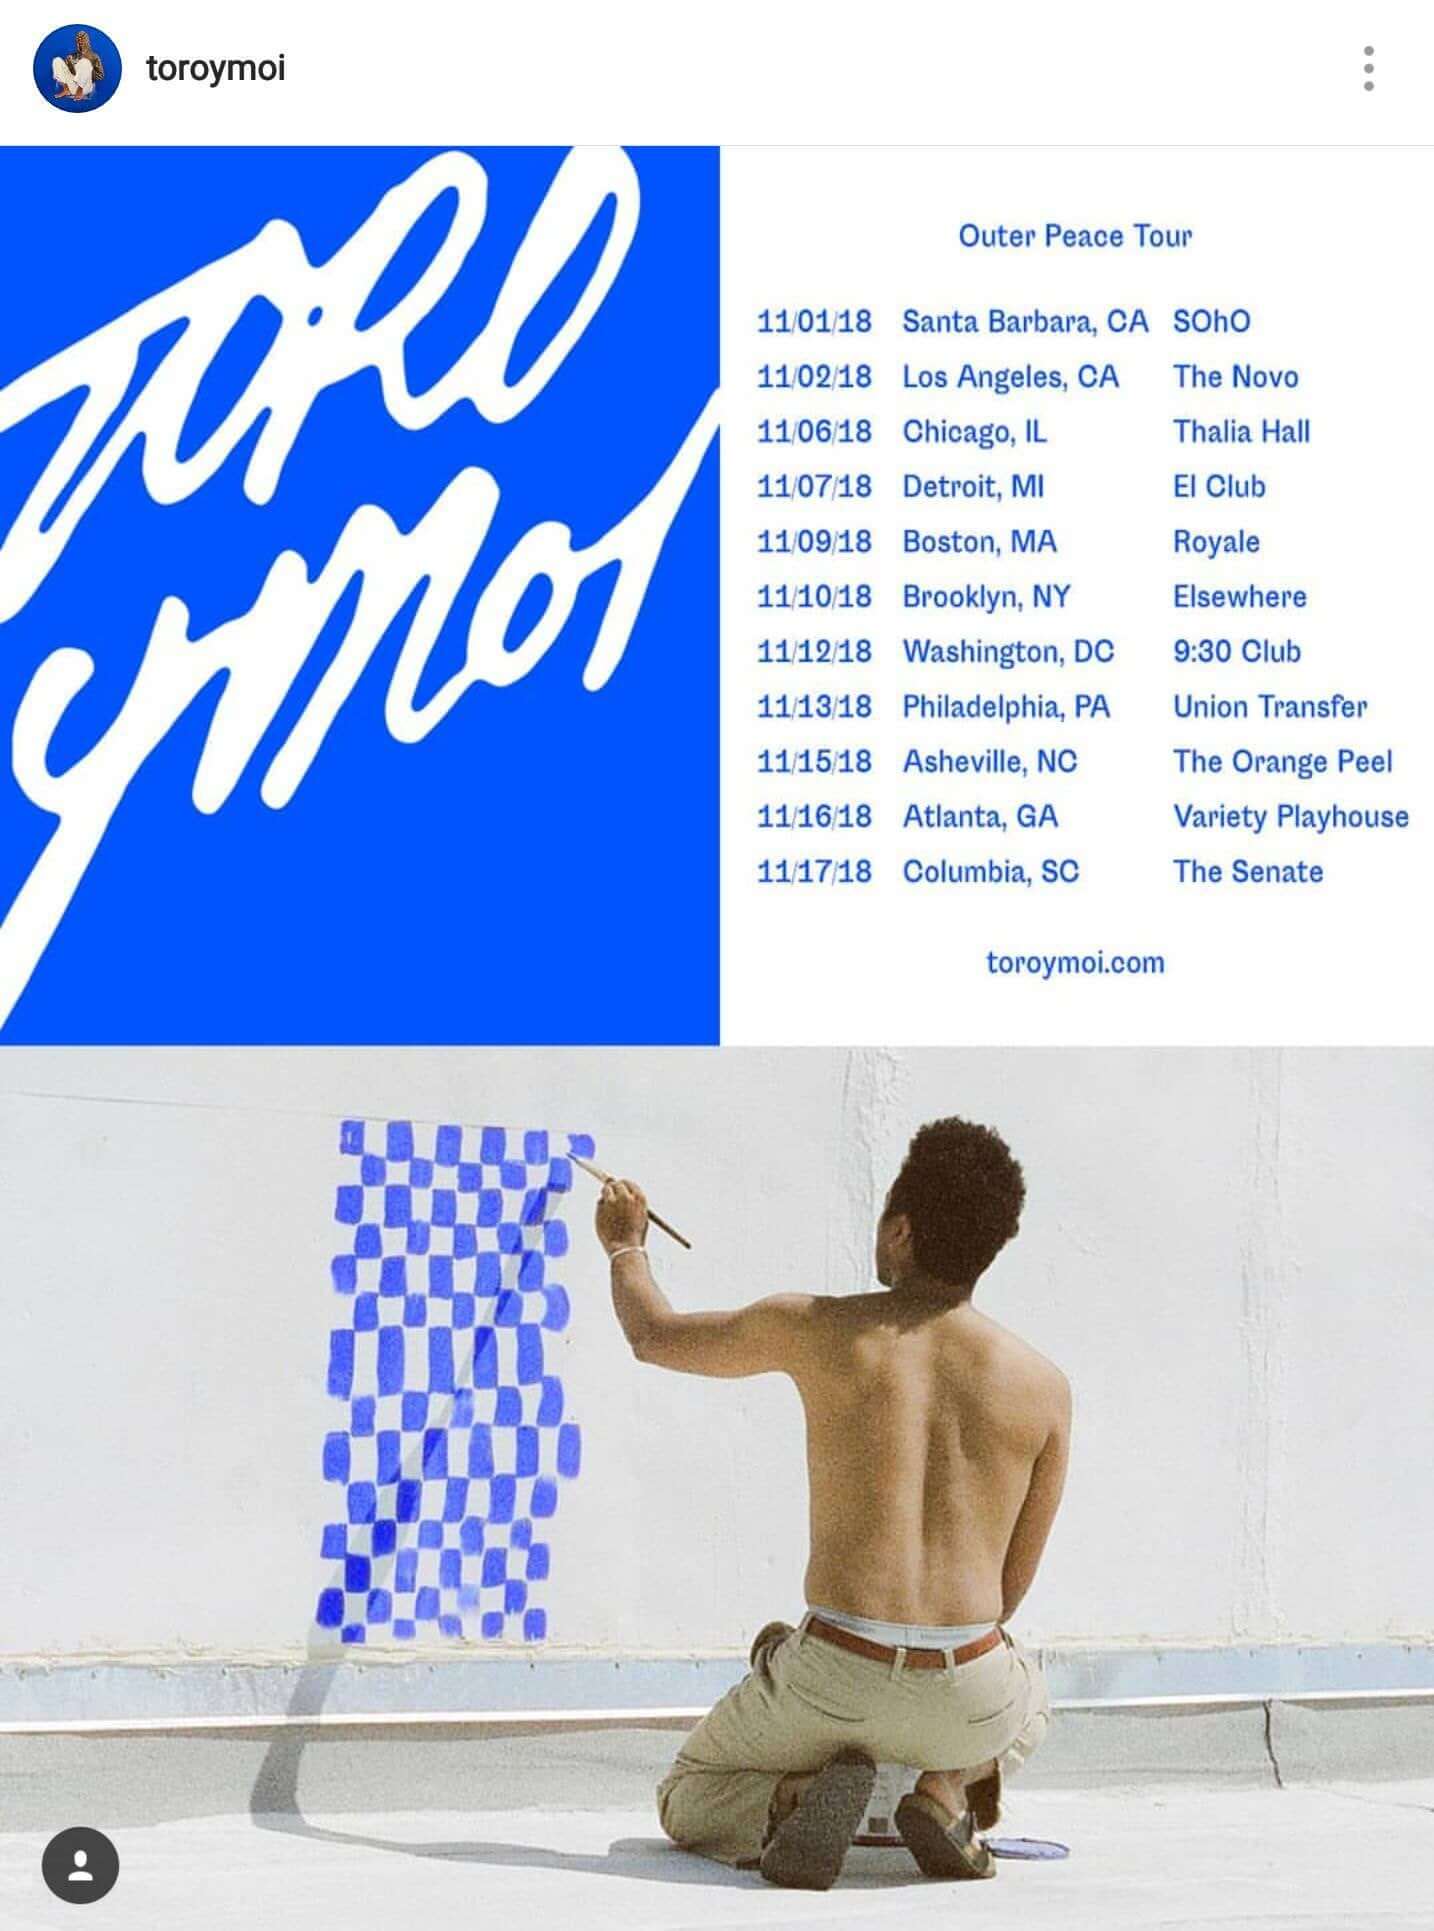 toroymoi
TORO
Y MOI
Outer Peace Tour
11/01/18 Santa Barbara, CA SOhO
11/02/18 Los Angeles, CA The Novo
11/06/18 Chicago, IL Thalia Hall
11/07/18 Detroit, MI El Club
11/09/18 Boston, MA Royale
11/10/18 Brooklyn, NY Elsewhere
11/12/18 Washington, DC 9:30 Club
11/13/18 Philadelphia, PA Union Transfer
11/15/18 Asheville, NC The Orange Peel
11/16/18 Atlanta, GA Variety Playhouse
11/17/18 Columbia, SC The Senate
toroymoi.com